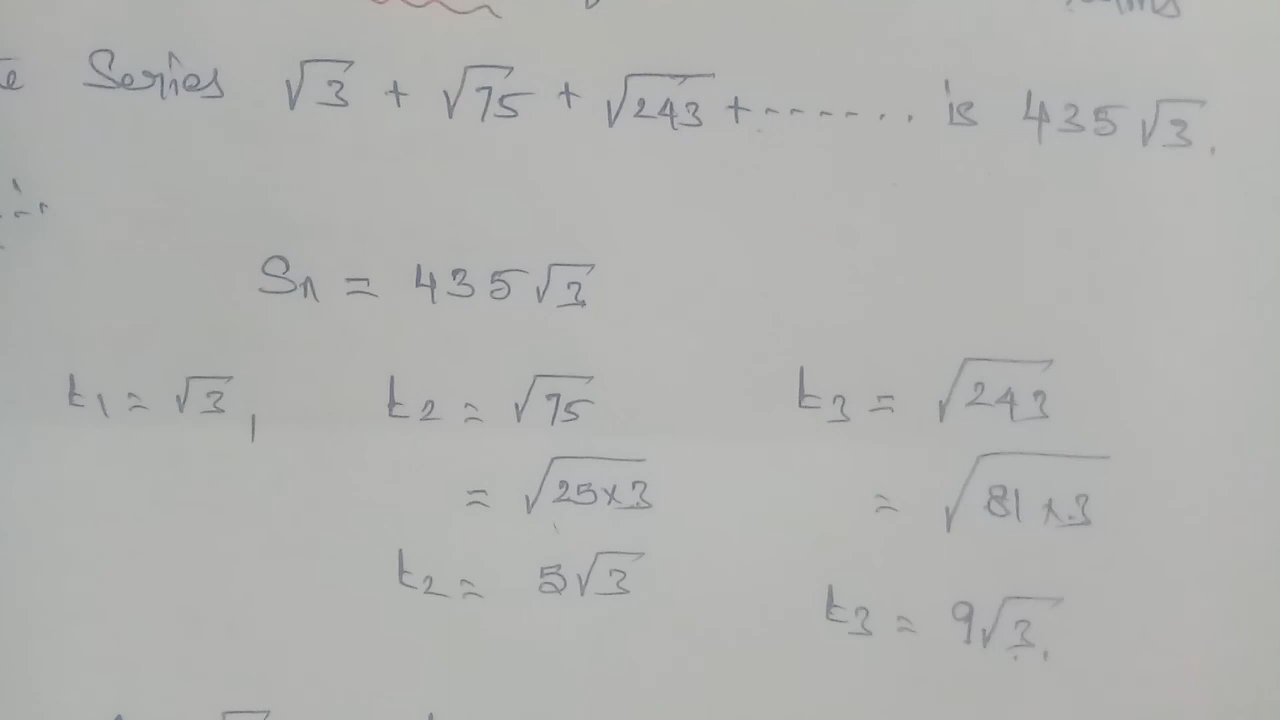 Series √3 + √75 + √243 + ------.. is 435√3.
Sn = 435√3
t1 = √3, t2 = √75 t3 = √243
= √25×3 = √81×3
t2 = 5√3
t3 = 9√3.